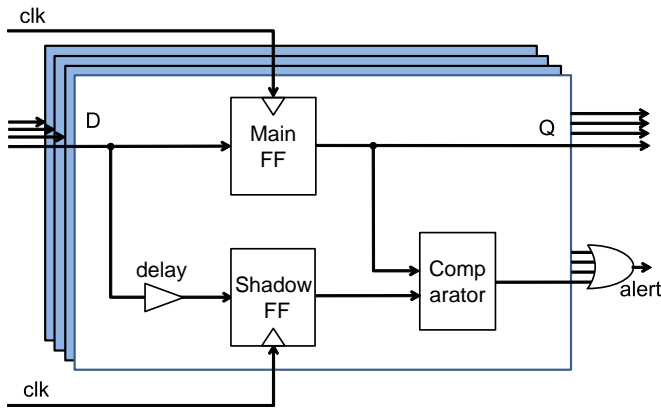 clk
D
Main
FF
Q
delay
Shadow
FF
Comp
arator
alert
clk